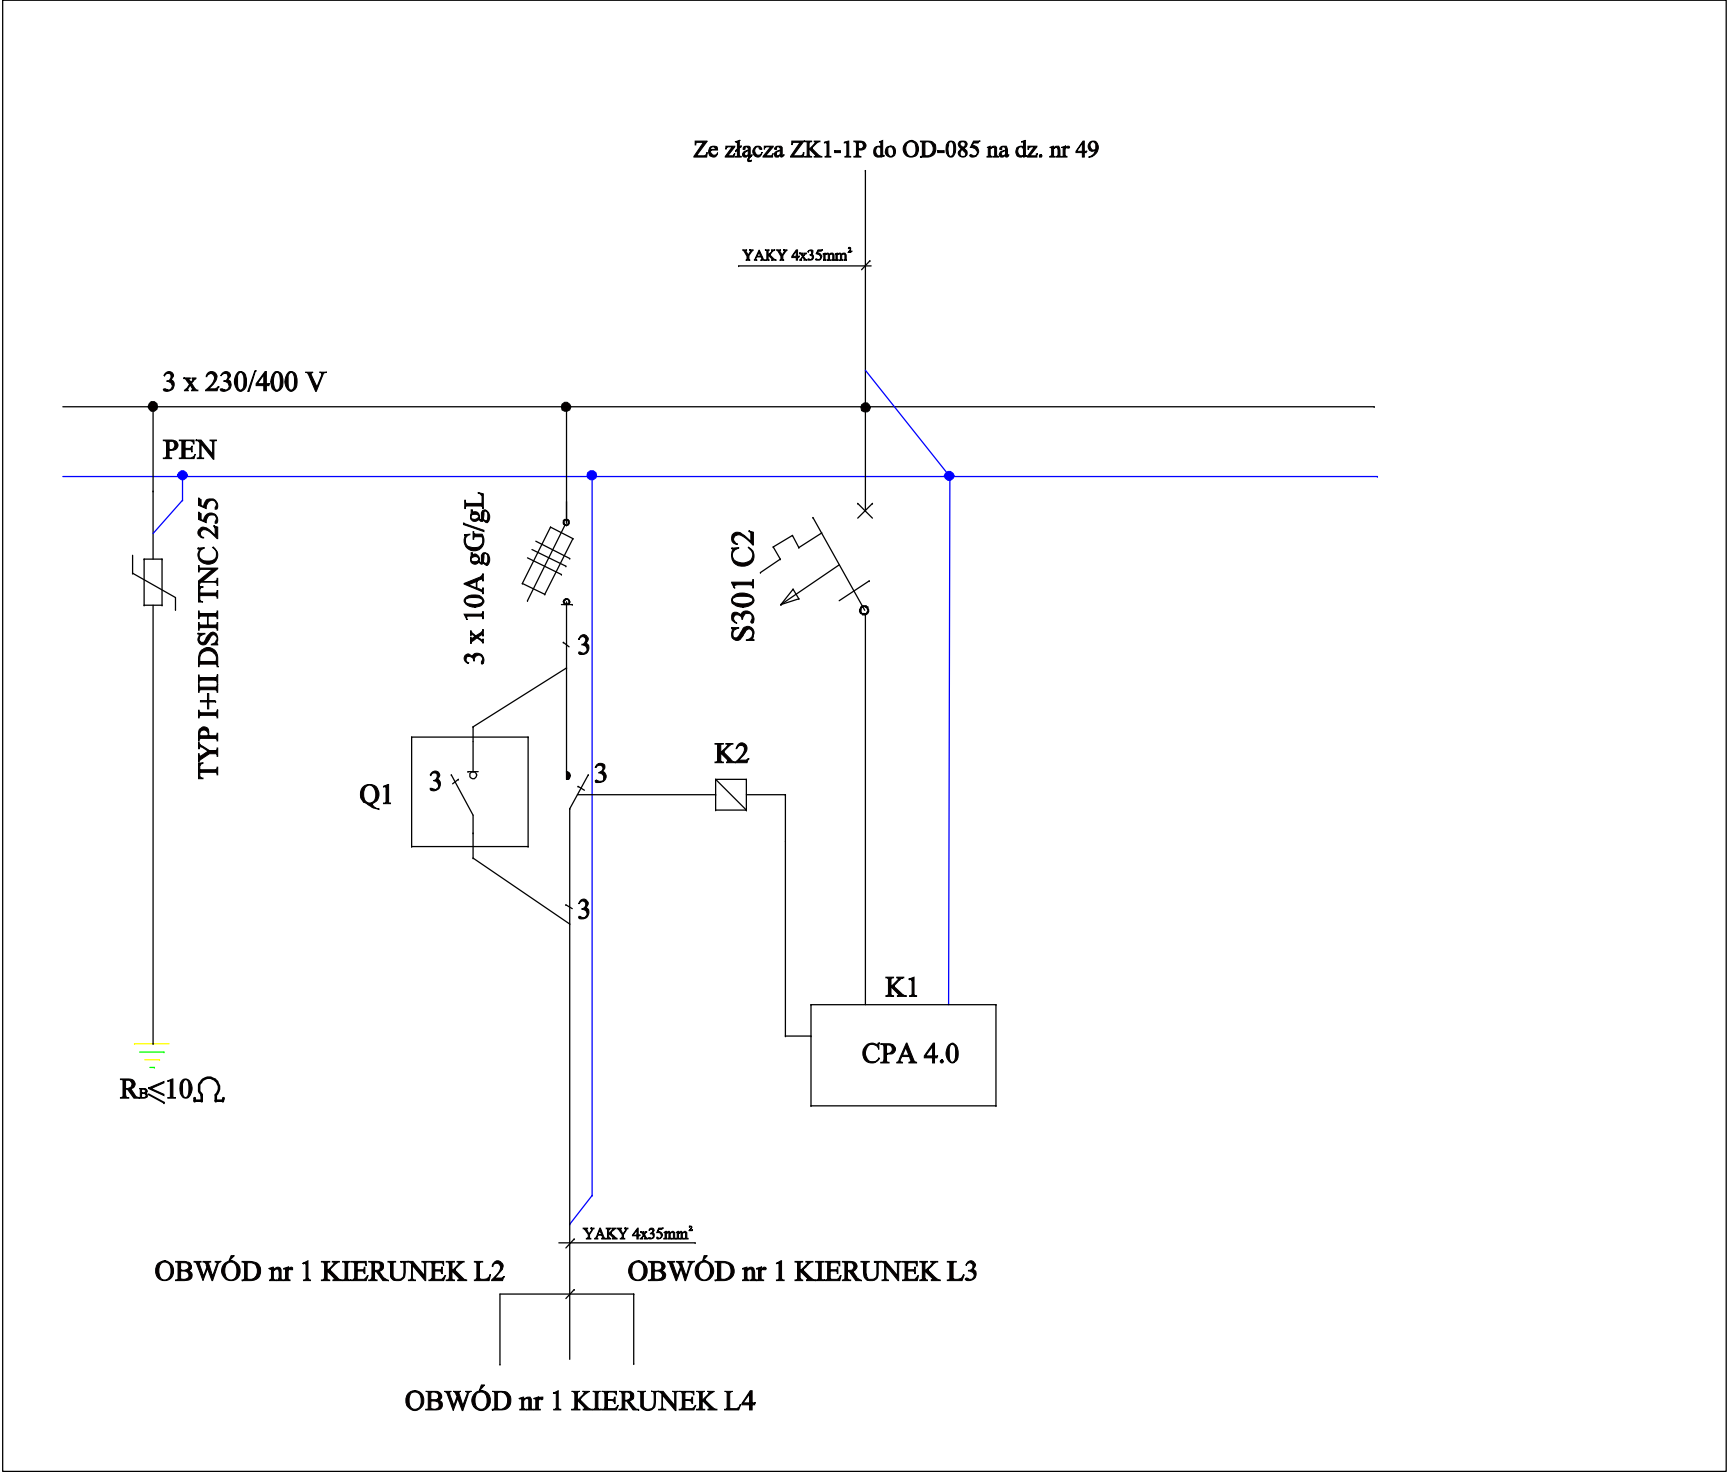 Ze złącza ZK1-1P do OD-085 na dz. nr 49
YAKY 4x35mm²
3 x 230/400 V
PEN
TYP I+II DSH TNC 255
3 x 10A gG/gL
S301 C2
3
K2
3
3
Q1
3
K1
CPA 4.0
RB≤10Ω
YAKY 4x35mm²
OBWÓD nr 1 KIERUNEK L2
OBWÓD nr 1 KIERUNEK L3
OBWÓD nr 1 KIERUNEK L4